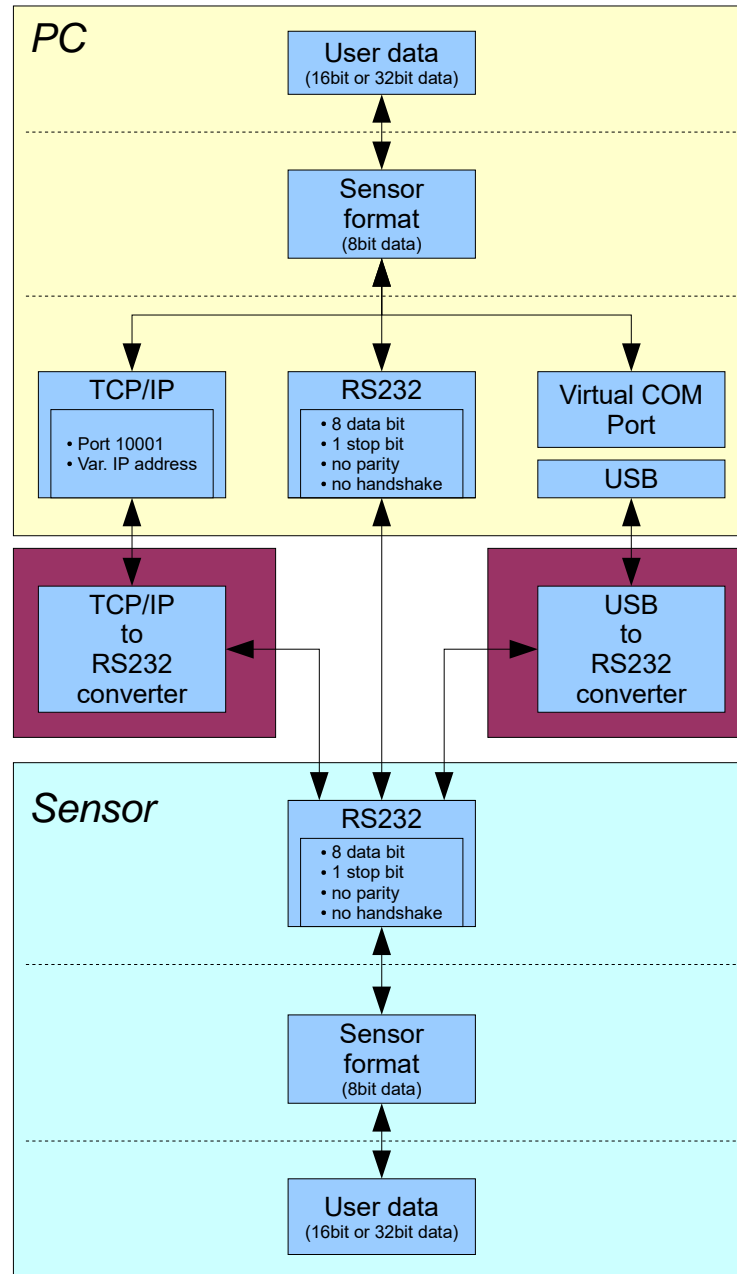 PC
User data
(16bit or 32bit data)
Sensor
format
(8bit data)
TCP/IP
• Port 10001
• Var. IP address
RS232
• 8 data bit
• 1 stop bit
• no parity
• no handshake
Virtual COM
Port
USB
TCP/IP
to
RS232
converter
USB
to
RS232
converter
Sensor
RS232
• 8 data bit
• 1 stop bit
• no parity
• no handshake
Sensor
format
(8bit data)
User data
(16bit or 32bit data)